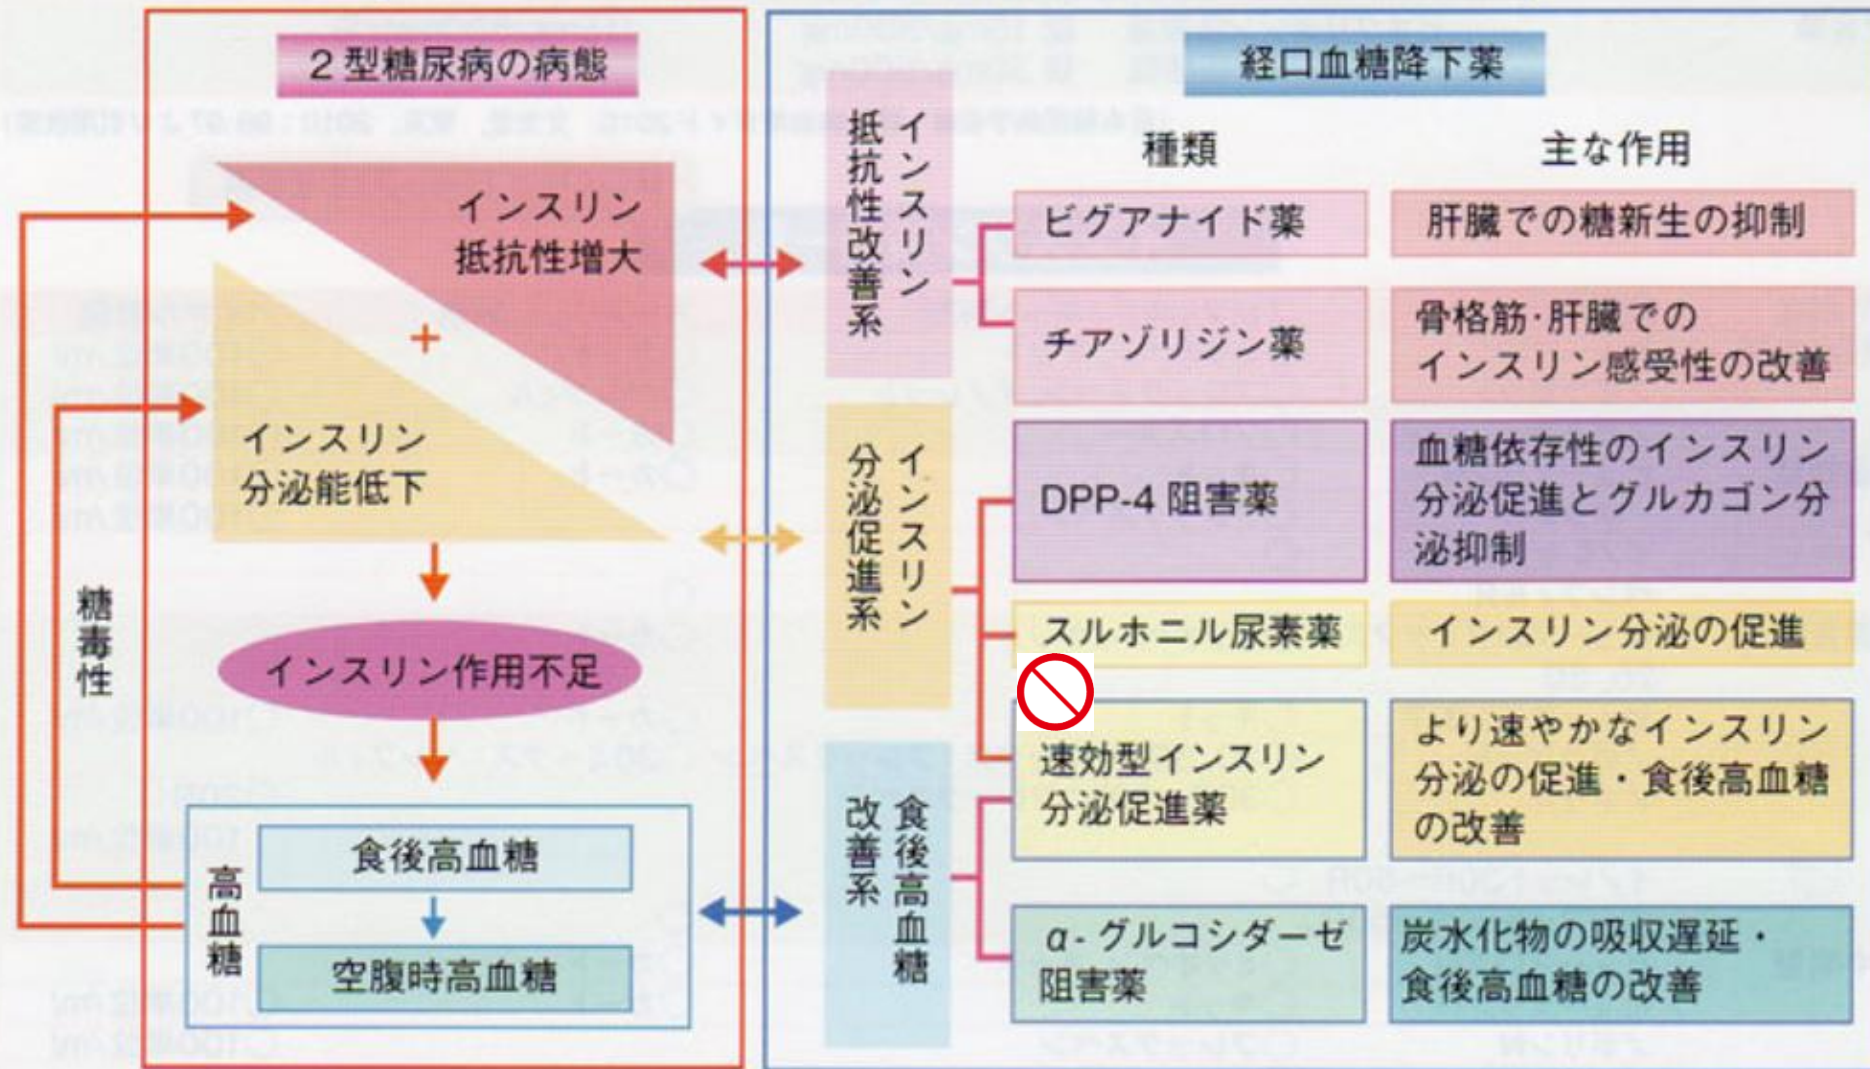 2型糖尿病の病態
インスリン
抵抗性増大
+
インスリン
分泌能低下
インスリン作用不足
糖毒性
高血糖
食後高血糖
空腹時高血糖
経口血糖降下薬
種類
主な作用
インスリン
抵抗性改善系
ビグアナイド薬
肝臓での糖新生の抑制
チアゾリジン薬
骨格筋・肝臓での
インスリン感受性の改善
インスリン
分泌促進系
DPP-4 阻害薬
血糖依存性のインスリン
分泌促進とグルカゴン分
泌抑制
スルホニル尿素薬
インスリン分泌の促進
速効型インスリン
分泌促進薬
より速やかなインスリン
分泌の促進・食後高血糖
の改善
食後高血糖
改善系
α-グルコシダーゼ
阻害薬
炭水化物の吸収遅延・
食後高血糖の改善